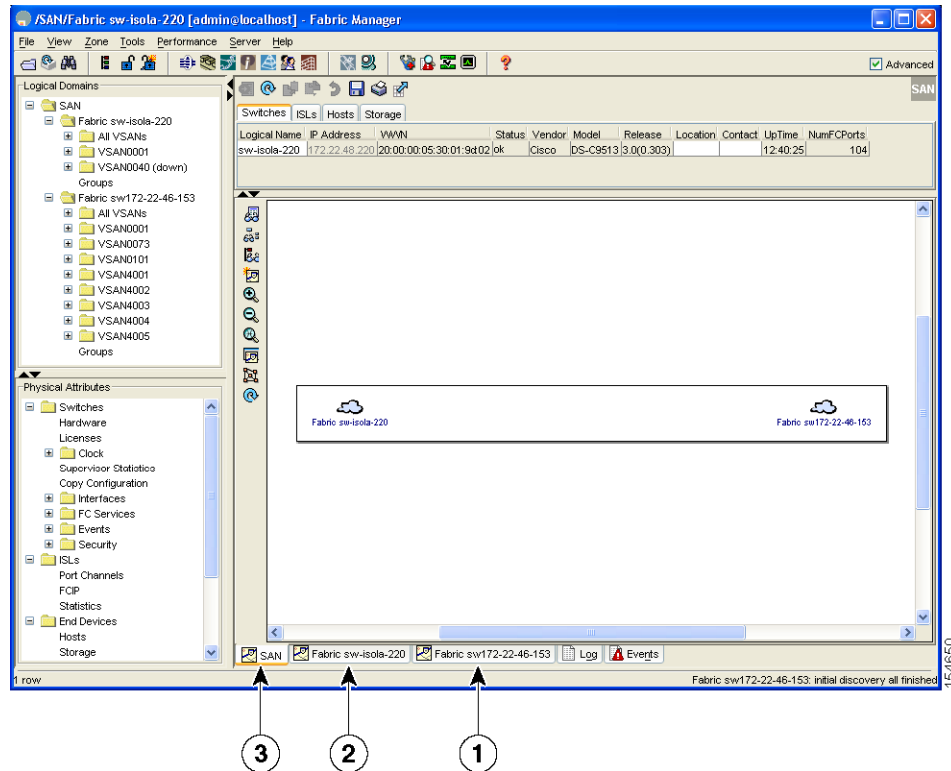 /SAN/Fabric sw-isola-220 [admin@localhost] - Fabric Manager
File View Zone Tools Performance Server Help
Advanced
Logical Domains
SAN
Fabric sw-isola-220
All VSANs
VSAN0001
VSAN0040 (down)
Groups
Fabric sw172-22-46-153
All VSANs
VSAN0001
VSAN0073
VSAN0101
VSAN4001
VSAN4002
VSAN4003
VSAN4004
VSAN4005
Groups
Physical Attributes
Switches
Hardware
Licenses
Clock
Supervisor Statistics
Copy Configuration
Interfaces
FC Services
Events
Security
ISLs
Port Channels
FCIP
Statistics
End Devices
Hosts
Storage
SAN
Switches ISLs Hosts Storage
Logical Name IP Address WWN Status Vendor Model Release Location Contact UpTime NumFCPorts
sw-isola-220 172.22.48.220 20:00:00:05:30:01:9d:02 ok Cisco DS-C9513 3.0(0.303) 12:40:25 104
Fabric sw-isola-220 Fabric sw172-22-46-153
SAN Fabric sw-isola-220 Fabric sw172-22-46-153 Log Events
1 row Fabric sw172-22-46-153: initial discovery all finished
154650
3 2 1